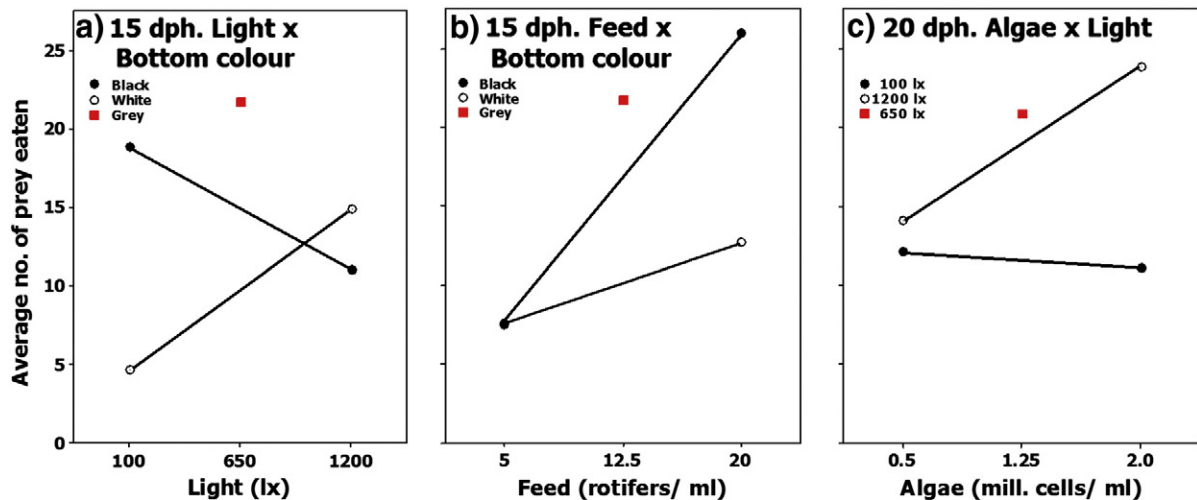 a) 15 dph. Light x
Bottom colour
Black
White
Grey
Average no. of prey eaten
25
20
15
10
5
0
100 650 1200
Light (lx)
b) 15 dph. Feed x
Bottom colour
Black
White
Grey
5 12.5 20
Feed (rotifers/ ml)
c) 20 dph. Algae x Light
100 lx
1200 lx
650 lx
0.5 1.25 2.0
Algae (mill. cells/ ml)